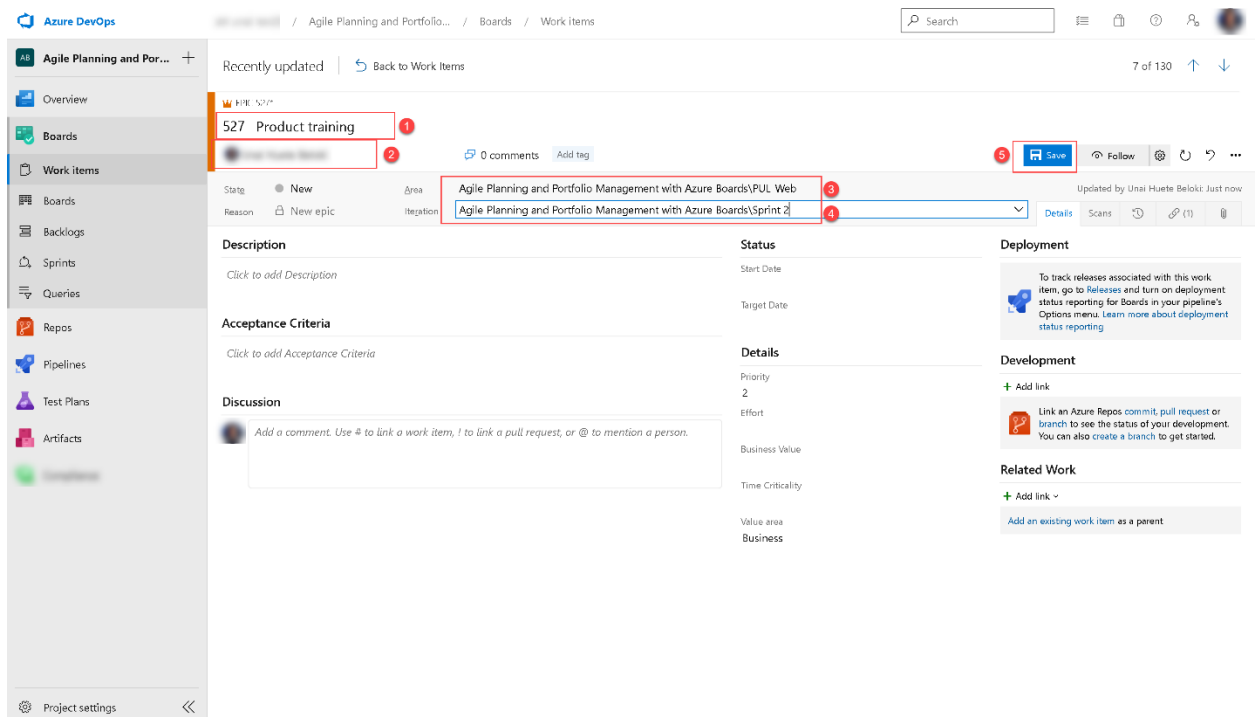 Azure DevOps
/ Agile Planning and Portfolio... / Boards / Work items
Search
AB Agile Planning and Por...
Recently updated
Back to Work Items
7 of 130
Overview
Boards
Work items
Boards
Backlogs
Sprints
Queries
Repos
Pipelines
Test Plans
Artifacts
Project settings
EPIC 527*
527 Product training
1
2
0 comments
Add tag
5
Save
Follow
State
New
Area
Agile Planning and Portfolio Management with Azure Boards\PUL Web
3
Updated by Unai Huete Beloki: Just now
Reason
New epic
Iteration
Agile Planning and Portfolio Management with Azure Boards\Sprint 2
4
Details
Scans
(1)
Description
Click to add Description
Acceptance Criteria
Click to add Acceptance Criteria
Discussion
Add a comment. Use # to link a work item, ! to link a pull request, or @ to mention a person.
Status
Start Date
Target Date
Details
Priority
2
Effort
Business Value
Time Criticality
Value area
Business
Deployment
To track releases associated with this work
item, go to Releases and turn on deployment
status reporting for Boards in your pipeline's
Options menu. Learn more about deployment
status reporting
Development
+ Add link
Link an Azure Repos commit, pull request or
branch to see the status of your development.
You can also create a branch to get started.
Related Work
+ Add link
Add an existing work item as a parent